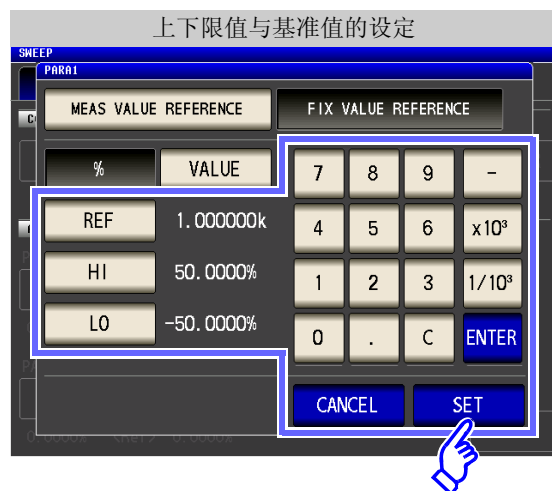 上下限值与基准值的设定
SWEEP
PARA1
MEAS VALUE REFERENCE FIX VALUE REFERENCE
% VALUE 7 8 9 -
REF 1.000000k 4 5 6 x10³
HI 50.0000% 1 2 3 1/10³
LO -50.0000% 0 . C ENTER
CANCEL SET